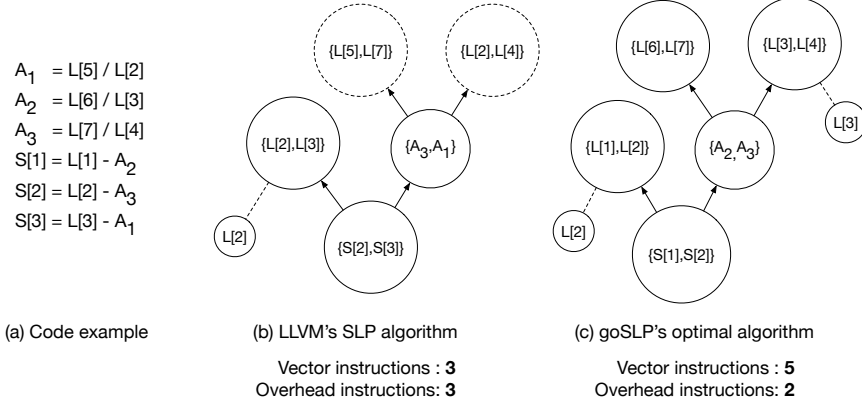 A1 = L[5] / L[2]
A2 = L[6] / L[3]
A3 = L[7] / L[4]
S[1] = L[1] - A2
S[2] = L[2] - A3
S[3] = L[3] - A1
(a) Code example
{L[5],L[7]}
{L[2],L[4]}
{L[2],L[3]}
{A3,A1}
L[2]
{S[2],S[3]}
(b) LLVM's SLP algorithm
Vector instructions : 3
Overhead instructions: 3
{L[6],L[7]}
{L[3],L[4]}
L[3]
{L[1],L[2]}
{A2,A3}
L[2]
{S[1],S[2]}
(c) goSLP's optimal algorithm
Vector instructions : 5
Overhead instructions: 2